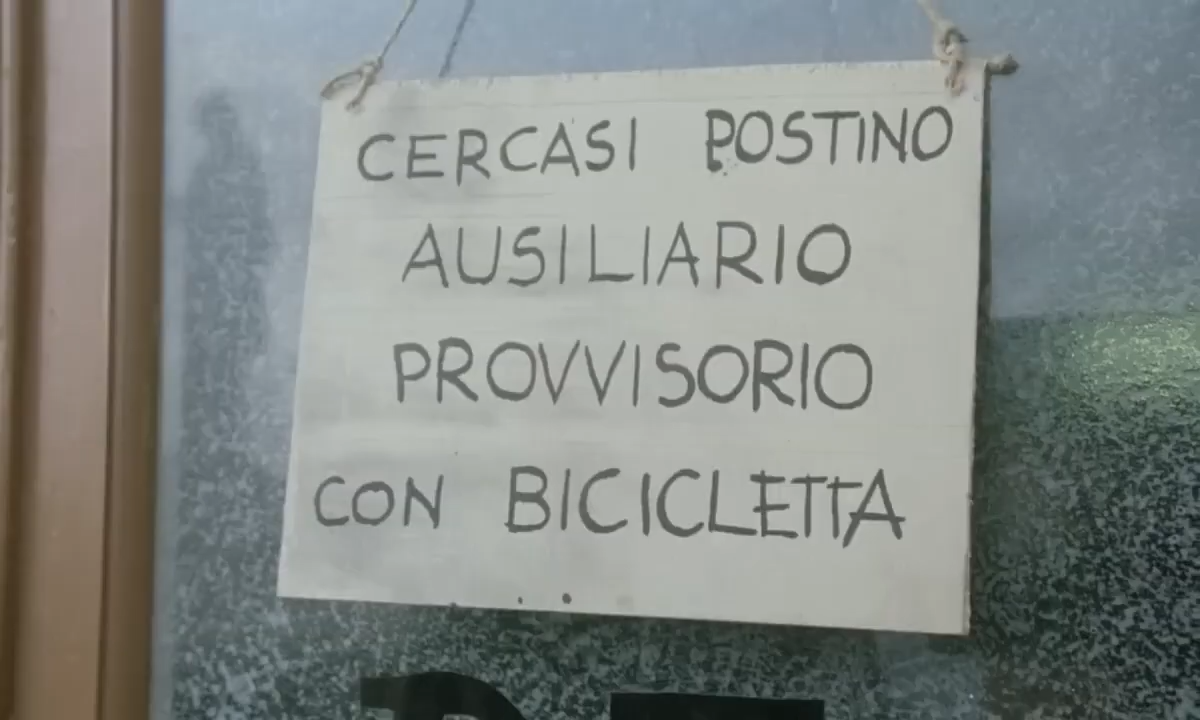 CERCASI POSTINO
AUSILIARIO
PROVVISORIO
CON BICICLETTA